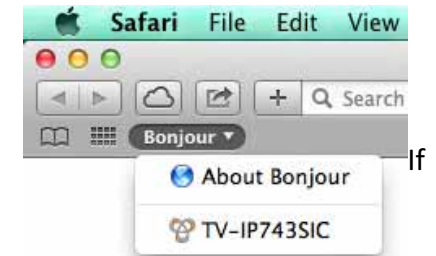 Safari File Edit View
+ Search
Bonjour ▾
About Bonjour
If
TV-IP743SIC